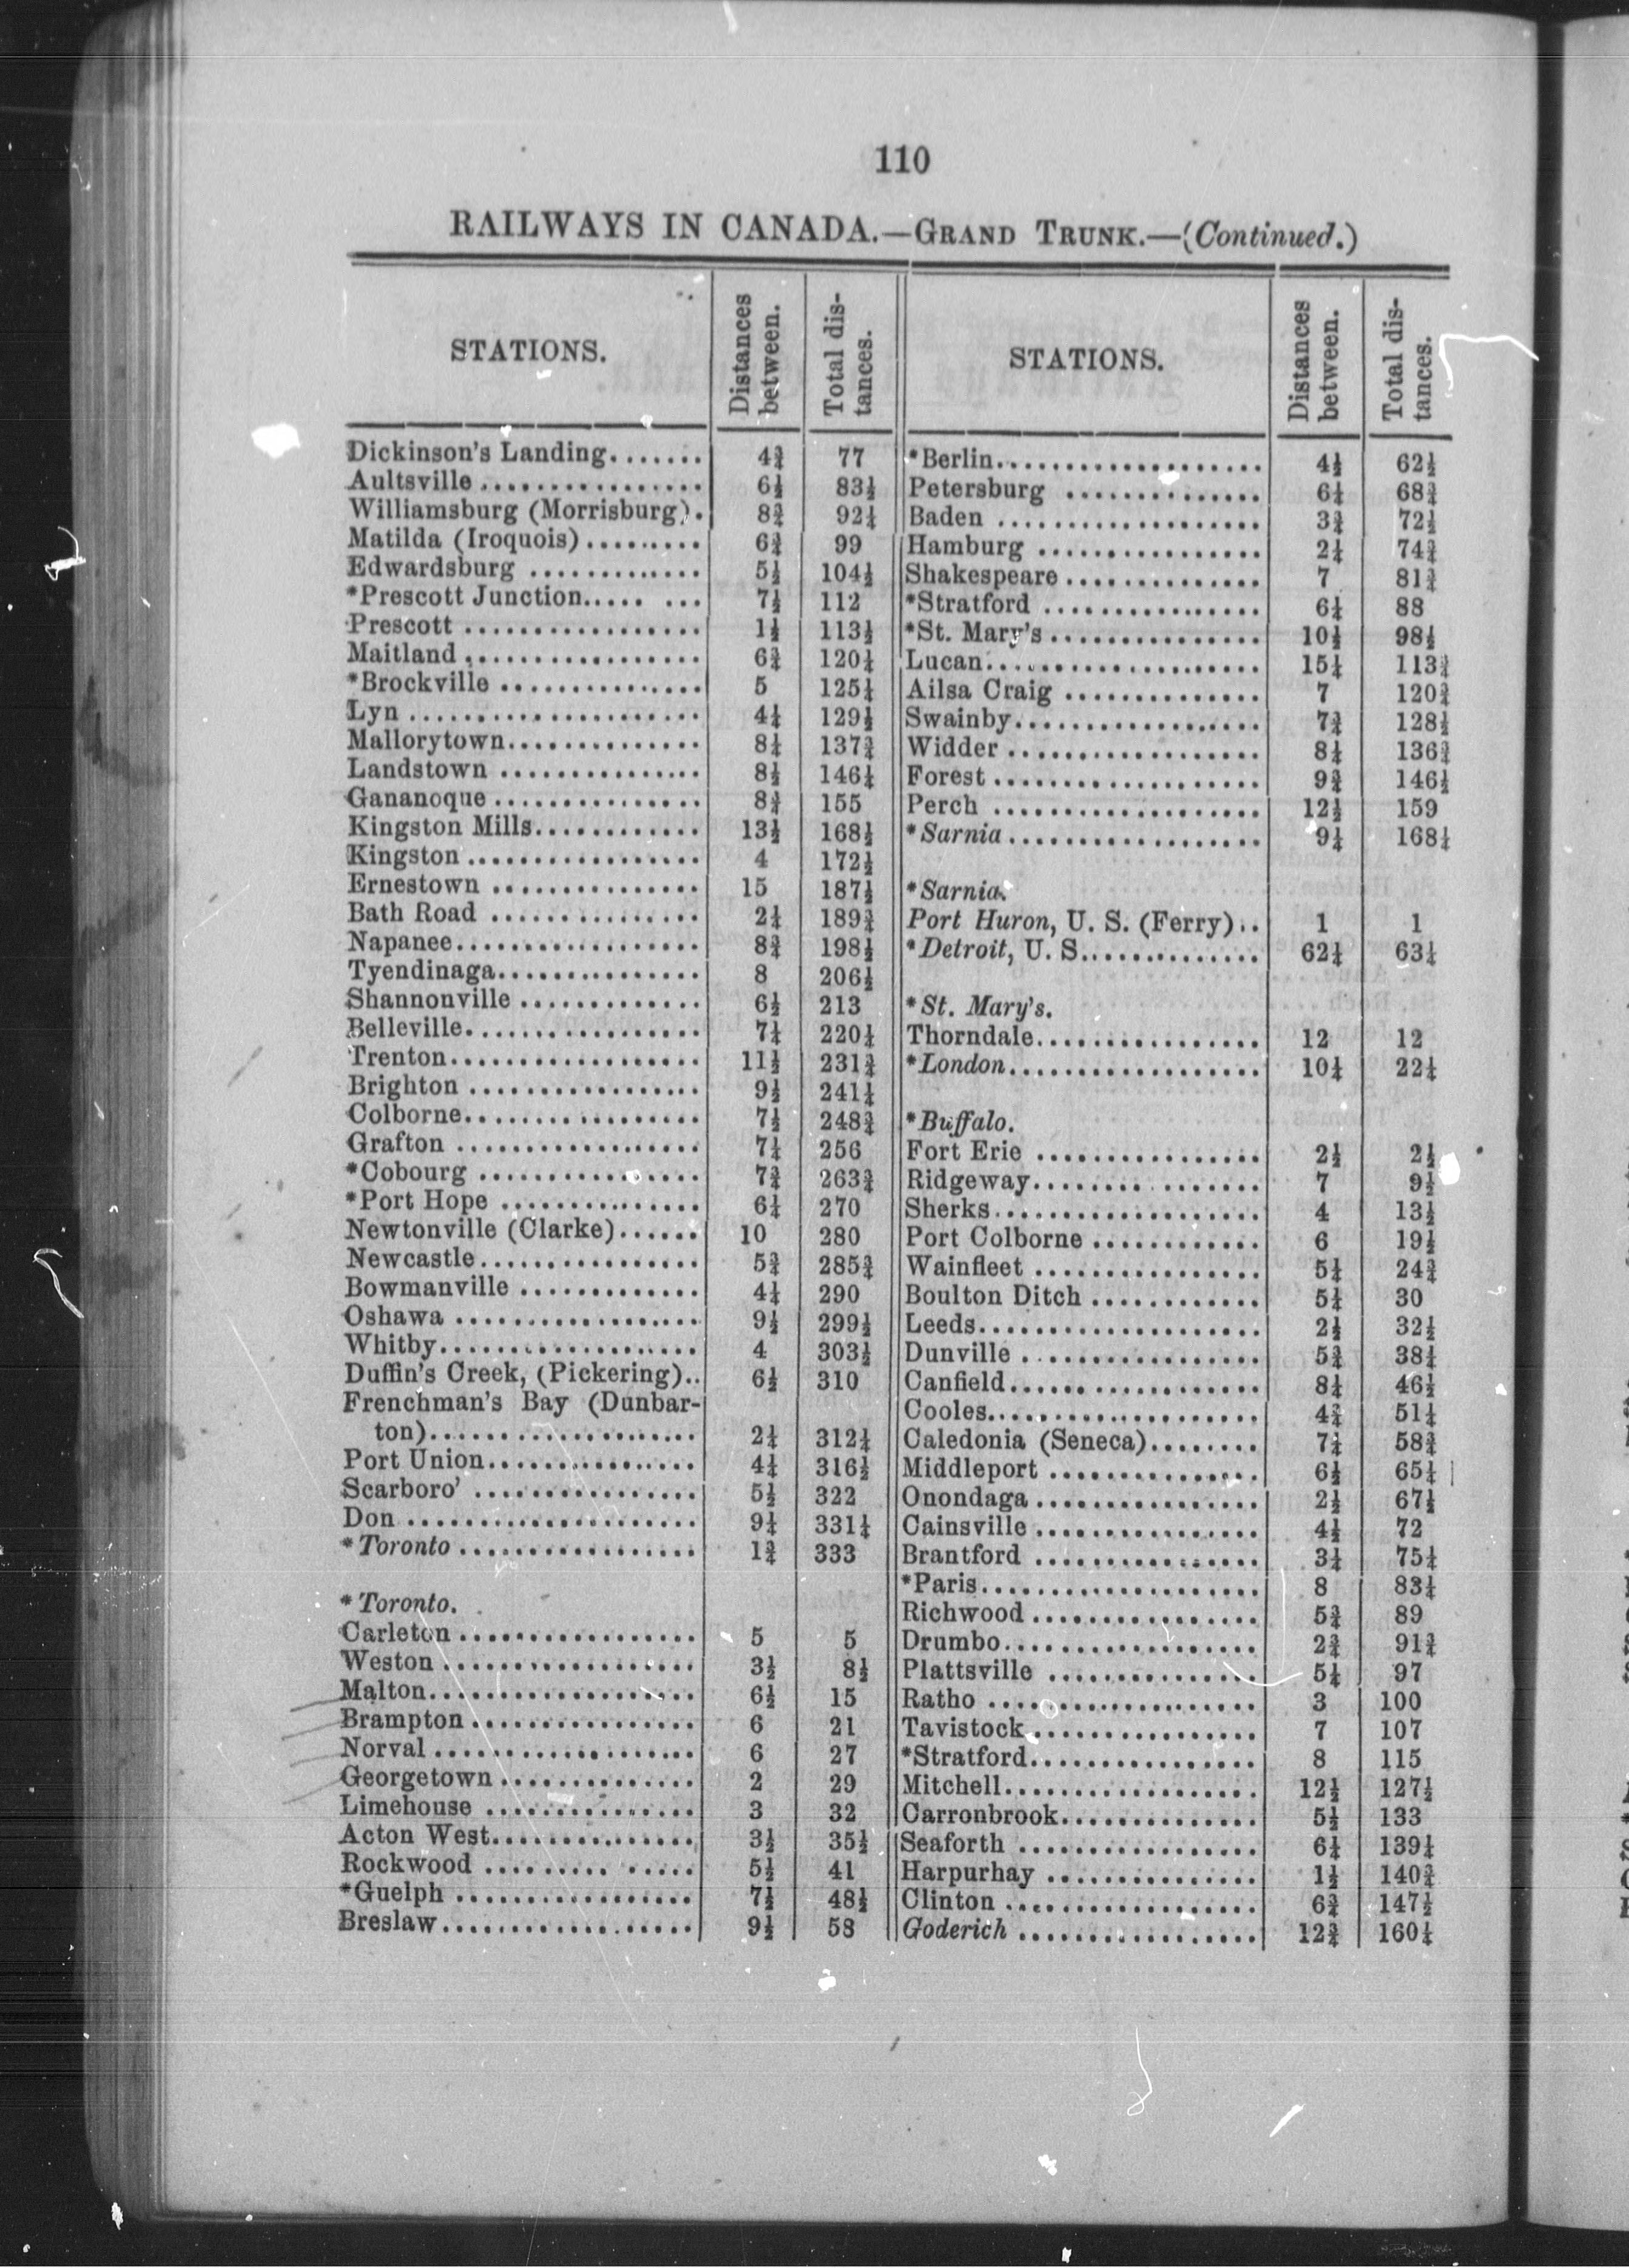 110
RAILWAYS IN CANADA.—GRAND TRUNK.—(Continued.)
STATIONS. Distances between. Total distances.
Dickinson's Landing....... 4¾ 77
Aultsville ................ 6½ 83½
Williamsburg (Morrisburg). 8¾ 92¼
Matilda (Iroquois)......... 6¾ 99
Edwardsburg ............. 5½ 104½
*Prescott Junction..... ... 7½ 112
Prescott .................. 1½ 113½
Maitland .................. 6¾ 120¼
*Brockville ............... 5 125¼
Lyn ...................... 4¼ 129½
Mallorytown............... 8¼ 137¾
Landstown ................ 8½ 146¼
Gananoque ................ 8¾ 155
Kingston Mills............. 13½ 168½
Kingston .................. 4 172½
Ernestown ................ 15 187½
Bath Road ................ 2¼ 189¾
Napanee................... 8¾ 198½
Tyendinaga................ 8 206½
Shannonville .............. 6½ 213
Belleville.................. 7¼ 220¼
Trenton................... 11½ 231¾
Brighton .................. 9½ 241¼
Colborne.................. 7½ 248¾
Grafton ................... 7¼ 256
*Cobourg ................. 7¾ 263¾
*Port Hope ............... 6¼ 270
Newtonville (Clarke)...... 10 280
Newcastle................. 5¾ 285¾
Bowmanville .............. 4¼ 290
Oshawa ................... 9½ 299½
Whitby.................... 4 303½
Duffin's Creek, (Pickering).. 6½ 310
Frenchman's Bay (Dunbar-
ton)..................... 2¼ 312¼
Port Union................ 4¼ 316½
Scarboro' ................. 5½ 322
Don ...................... 9¼ 331¼
*Toronto .................. 1¾ 333
*Toronto.
Carleton .................. 5 5
Weston ................... 3½ 8½
Malton.................... 6½ 15
Brampton ................. 6 21
Norval .................... 6 27
Georgetown ............... 2 29
Limehouse ................ 3 32
Acton West................ 3½ 35½
Rockwood ......... ..... 5½ 41
*Guelph .................. 7½ 48½
Breslaw................... 9½ 58
STATIONS. Distances between. Total distances.
*Berlin.................... 4½ 62½
Petersburg ............... 6¼ 68¾
Baden .................... 3¾ 72½
Hamburg ................. 2¼ 74¾
Shakespeare ............... 7 81¾
*Stratford ................. 6¼ 88
*St. Mary's ................ 10½ 98½
Lucan..................... 15¼ 113¾
Ailsa Craig ............... 7 120¾
Swainby................... 7¾ 128½
Widder ................... 8¼ 136¾
Forest .................... 9¾ 146½
Perch .................... 12½ 159
*Sarnia ................... 9¼ 168¼
*Sarnia.
Port Huron, U. S. (Ferry).. 1 1
*Detroit, U. S.............. 62¼ 63¼
*St. Mary's.
Thorndale................. 12 12
*London................... 10¼ 22¼
*Buffalo.
Fort Erie ................. 2½ 2½
Ridgeway................. 7 9½
Sherks.................... 4 13½
Port Colborne ............. 6 19½
Wainfleet ................. 5¼ 24¾
Boulton Ditch ............. 5¼ 30
Leeds..................... 2½ 32½
Dunville .................. 5¾ 38¼
Canfield................... 8¼ 46½
Cooles.................... 4¾ 51¼
Caledonia (Seneca)........ 7½ 58¾
Middleport ................ 6½ 65¼
Onondaga ................. 2½ 67¾
Cainsville ................. 4½ 72
Brantford ................. 3¼ 75¼
*Paris..................... 8 83¼
Richwood ................. 5¾ 89
Drumbo................... 2¾ 91¾
Plattsville ................ 5¼ 97
Ratho .................... 3 100
Tavistock................. 7 107
*Stratford................. 8 115
Mitchell................... 12½ 127½
Carronbrook............... 5½ 133
Seaforth .................. 6¼ 139¼
Harpurhay ................ 1½ 140¾
Clinton ................... 6¾ 147½
Goderich .................. 12¾ 160¼